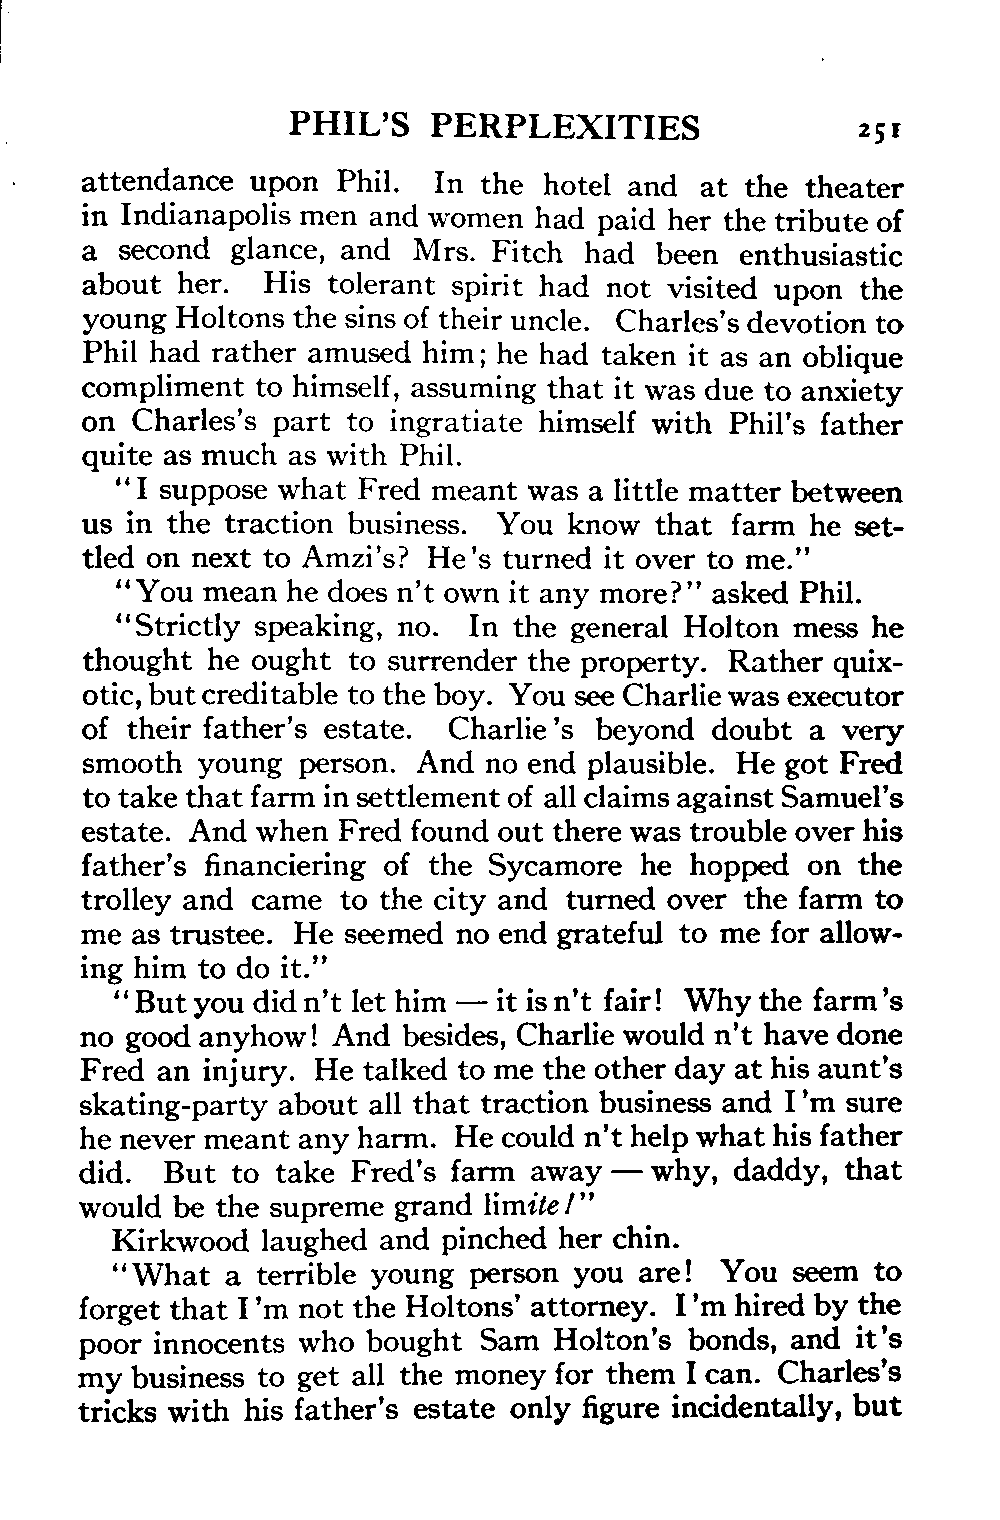 PHIL'S PERPLEXITIES 251
attendance upon Phil. In the hotel and at the theater
in Indianapolis men and women had paid her the tribute of
a second glance, and Mrs. Fitch had been enthusiastic
about her. His tolerant spirit had not visited upon the
young Holtons the sins of their uncle. Charles's devotion to
Phil had rather amused him; he had taken it as an oblique
compliment to himself, assuming that it was due to anxiety
on Charles's part to ingratiate himself with Phil's father
quite as much as with Phil.
"I suppose what Fred meant was a little matter between
us in the traction business. You know that farm he set-
tled on next to Amzi's? He's turned it over to me."
"You mean he does n't own it any more?" asked Phil.
"Strictly speaking, no. In the general Holton mess he
thought he ought to surrender the property. Rather quix-
otic, but creditable to the boy. You see Charlie was executor
of their father's estate. Charlie's beyond doubt a very
smooth young person. And no end plausible. He got Fred
to take that farm in settlement of all claims against Samuel's
estate. And when Fred found out there was trouble over his
father's financiering of the Sycamore he hopped on the
trolley and came to the city and turned over the farm to
me as trustee. He seemed no end grateful to me for allow-
ing him to do it."
"But you did n't let him — it is n't fair! Why the farm's
no good anyhow! And besides, Charlie would n't have done
Fred an injury. He talked to me the other day at his aunt's
skating-party about all that traction business and I'm sure
he never meant any harm. He could n't help what his father
did. But to take Fred's farm away — why, daddy, that
would be the supreme grand limite!"
Kirkwood laughed and pinched her chin.
"What a terrible young person you are! You seem to
forget that I'm not the Holtons' attorney. I'm hired by the
poor innocents who bought Sam Holton's bonds, and it's
my business to get all the money for them I can. Charles's
tricks with his father's estate only figure incidentally, but